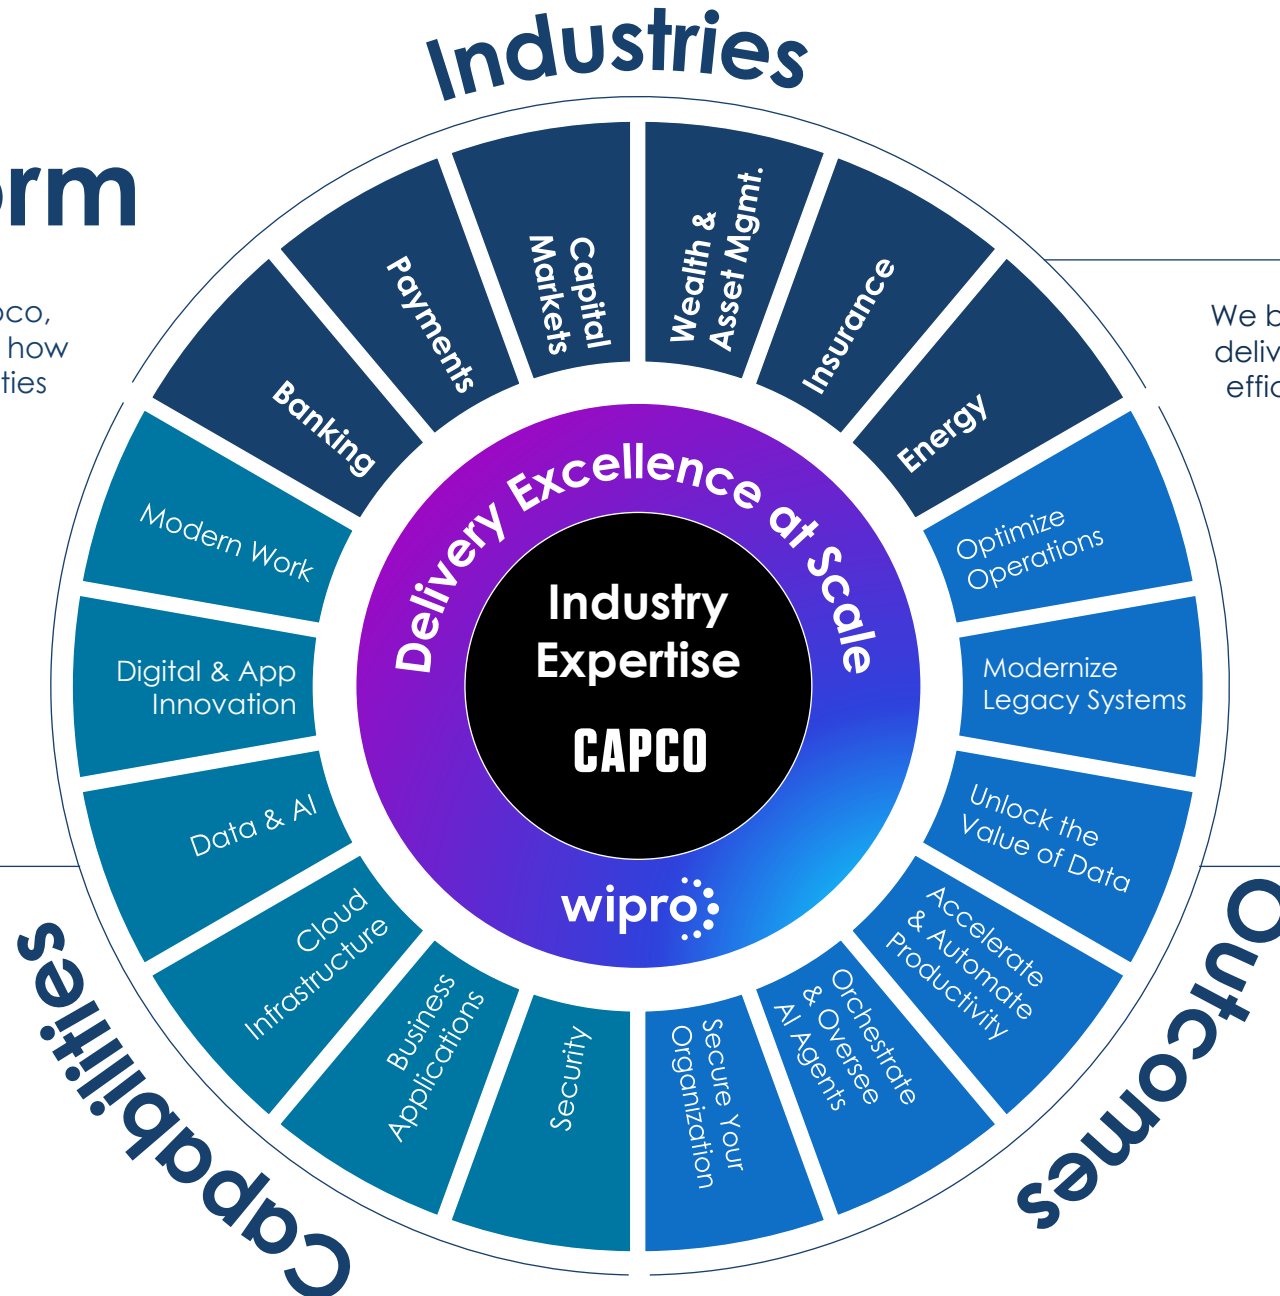 Industries
orm
co,
how
ties
We b
deliv
effic
Banking
Payments
Capital
Markets
Wealth &
Asset Mgmt.
Insurance
Energy
Optimize
Operations
Modernize
Legacy Systems
Unlock the
Value of Data
Accelerate
& Automate
Productivity
Orchestrate
& Oversee
AI Agents
Secure Your
Organization
Security
Business
Applications
Cloud
Infrastructure
Data & AI
Digital & App
Innovation
Modern Work
Delivery Excellence at Scale
Industry
Expertise
CAPCO
wipro
Capabilities
Outcomes